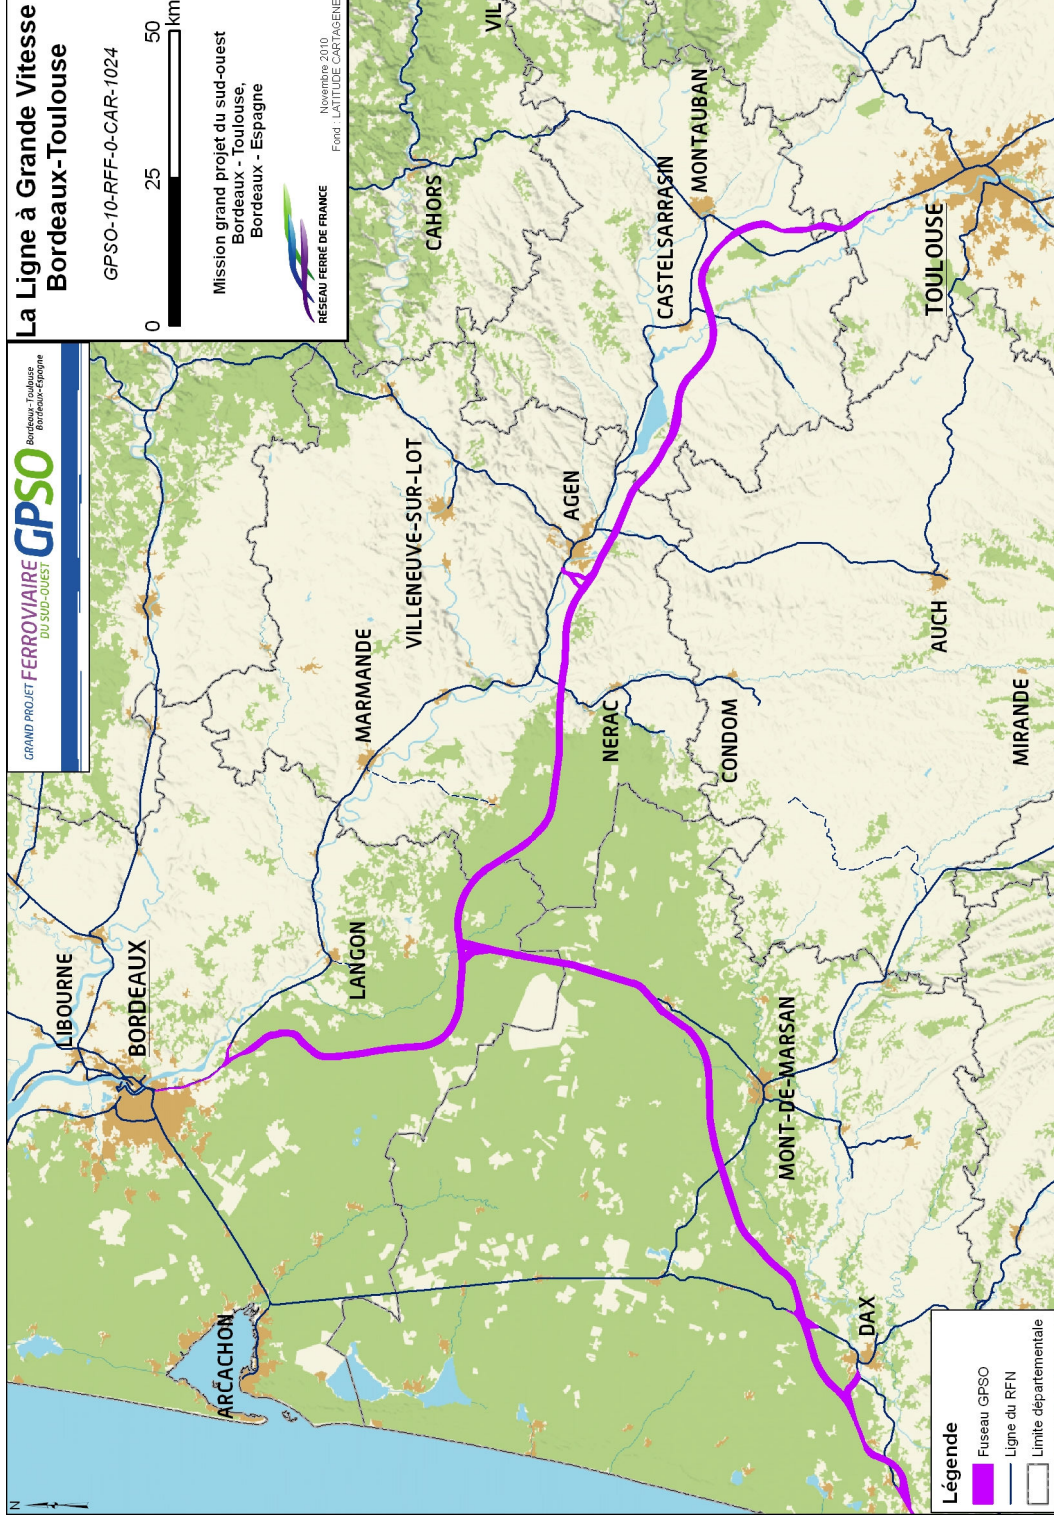 La Ligne à Grande Vitesse
Bordeaux-Toulouse
GPSO-10-RFF-0-CAR-1024
0 25 50
km
Mission grand projet du sud-ouest
Bordeaux - Toulouse,
Bordeaux - Espagne
RÉSEAU FERRÉ DE FRANCE
Novembre 2010
Fond : LATITUDE CARTAGENE
GRAND PROJET FERROVIAIRE
DU SUD-OUEST
GPSO
Bordeaux-Toulouse
Bordeaux-Espagne
N
LIBOURNE
BORDEAUX
ARCACHON
LANGON
MARMANDE
VILLENEUVE-SUR-LOT
CAHORS
VIL
AGEN
CASTELSARRASIN
MONTAUBAN
NERAC
CONDOM
MONT-DE-MARSAN
DAX
AUCH
MIRANDE
TOULOUSE
Légende
Fuseau GPSO
Ligne du RFN
Limite départementale